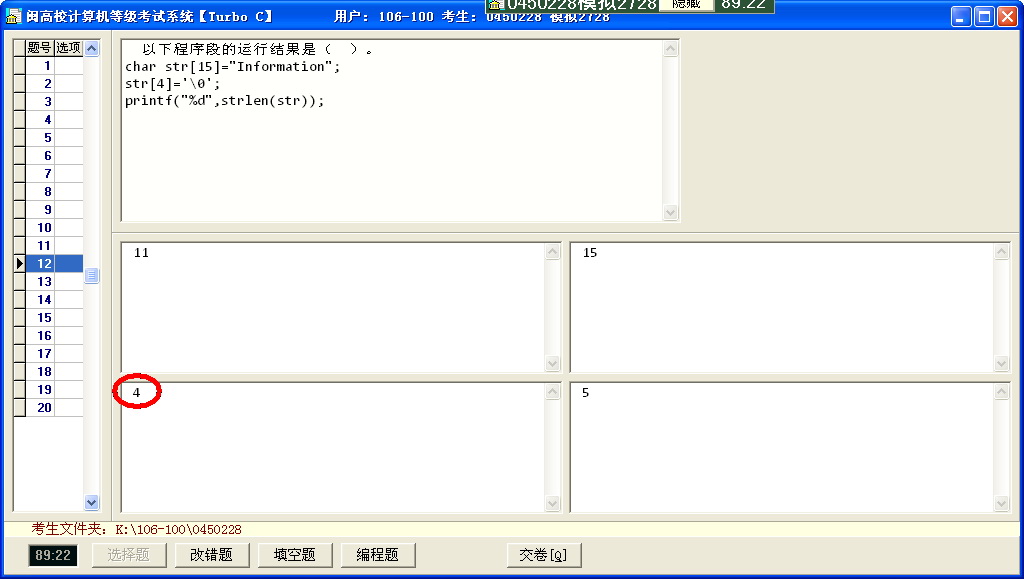 0450228模拟2728 隐藏 89:22
闽高校计算机等级考试系统【Turbo C】 用户: 106-100 考生: 0450228 模拟2728
题号 选项
以下程序段的运行结果是（ ）。
char str[15]="Information";
str[4]='\0';
printf("%d",strlen(str));
1
2
3
4
5
6
7
8
9
10
11
12
13
14
15
16
17
18
19
20
11
15
4
5
考生文件夹: K:\106-100\0450228
89:22 选择题 改错题 填空题 编程题 交卷[Q]